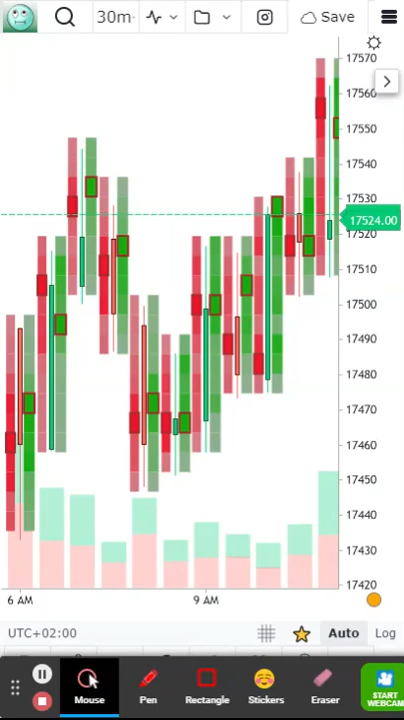 30m
Save
17570
17560
17550
17540
17530
17524.00
17520
17510
17500
17490
17480
17470
17460
17450
17440
17430
17420
6 AM 9 AM
UTC+02:00 Auto Log
Mouse Pen Rectangle Stickers Eraser START
WEBCAM